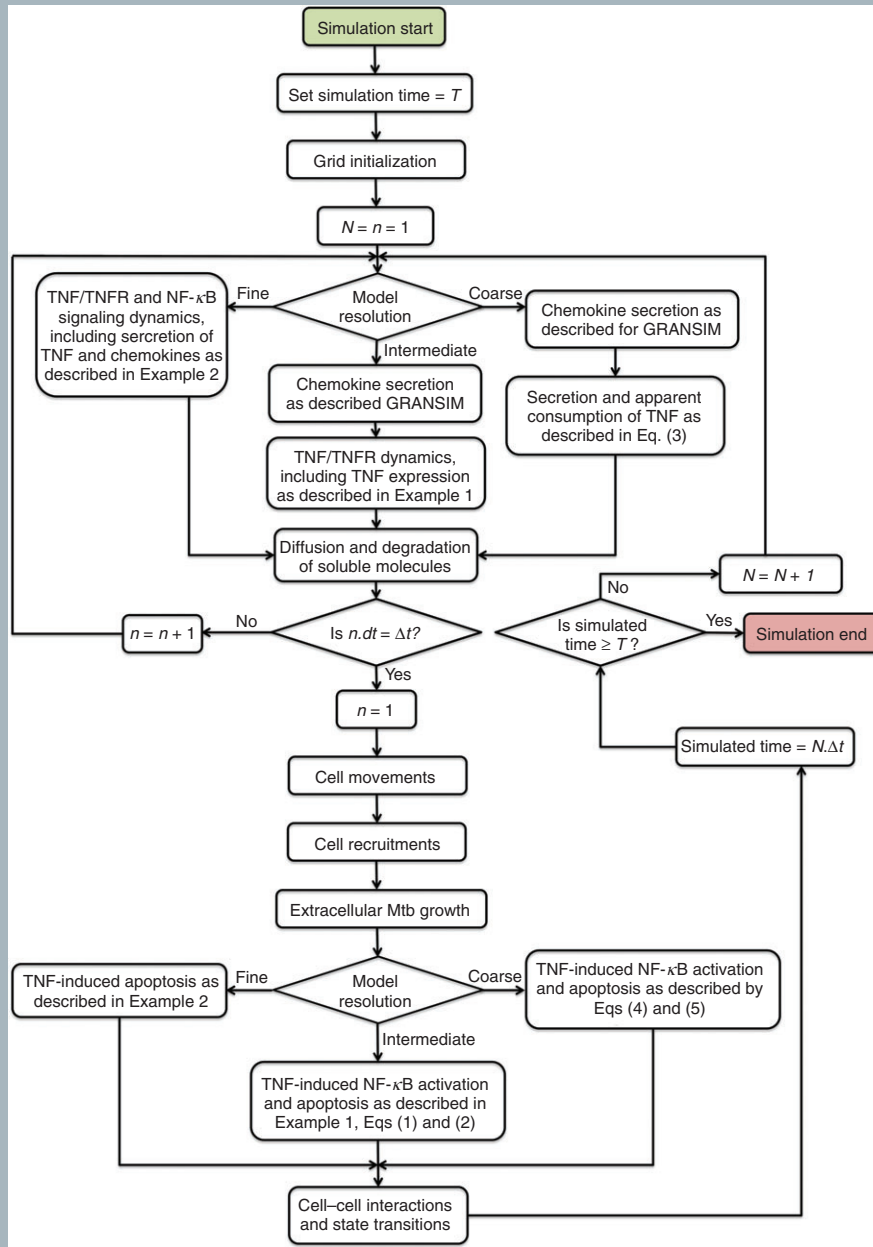 Simulation start
Set simulation time = T
Grid initialization
N = n = 1
Model
resolution
Fine
Coarse
Intermediate
TNF/TNFR and NF-κB
signaling dynamics,
including sercretion of
TNF and chemokines as
described in Example 2
Chemokine secretion
as described GRANSIM
TNF/TNFR dynamics,
including TNF expression
as described in Example 1
Chemokine secretion as
described for GRANSIM
Secretion and apparent
consumption of TNF as
described in Eq. (3)
Diffusion and degradation
of soluble molecules
Is n.dt = Δt?
No
n = n + 1
Yes
n = 1
Cell movements
Cell recruitments
Extracellular Mtb growth
Model
resolution
Fine
Coarse
Intermediate
TNF-induced apoptosis as
described in Example 2
TNF-induced NF-κB activation
and apoptosis as described in
Example 1, Eqs (1) and (2)
TNF-induced NF-κB activation
and apoptosis as described by
Eqs (4) and (5)
Cell–cell interactions
and state transitions
Simulated time = N.Δt
Is simulated
time ≥ T ?
No
N = N + 1
Yes
Simulation end